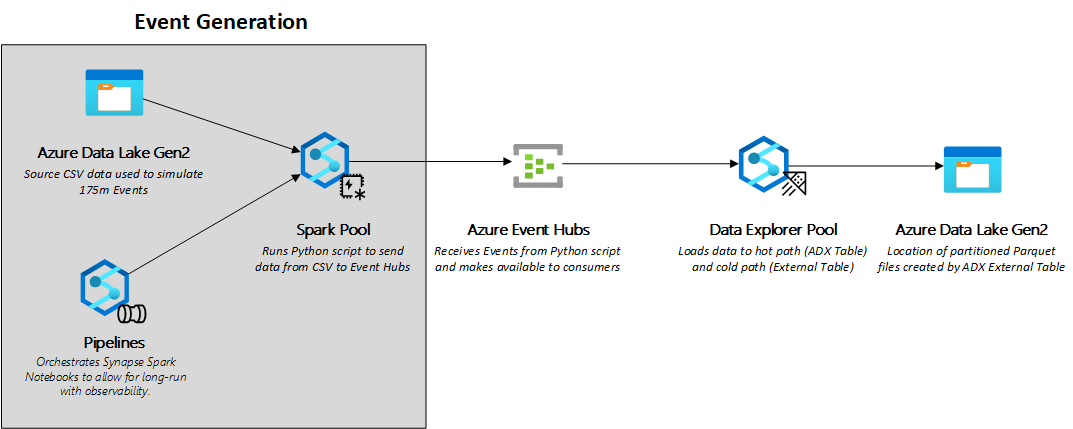 Event Generation
Azure Data Lake Gen2
Source CSV data used to simulate
175m Events
Spark Pool
Runs Python script to send
data from CSV to Event Hubs
Pipelines
Orchestrates Synapse Spark
Notebooks to allow for long-run
with observability.
Azure Event Hubs
Receives Events from Python script
and makes available to consumers
Data Explorer Pool
Loads data to hot path (ADX Table)
and cold path (External Table)
Azure Data Lake Gen2
Location of partitioned Parquet
files created by ADX External Table